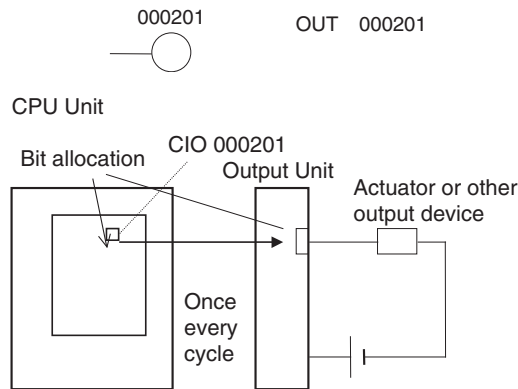 000201
OUT 000201
CPU Unit
CIO 000201
Bit allocation
Output Unit
Actuator or other
output device
Once
every
cycle